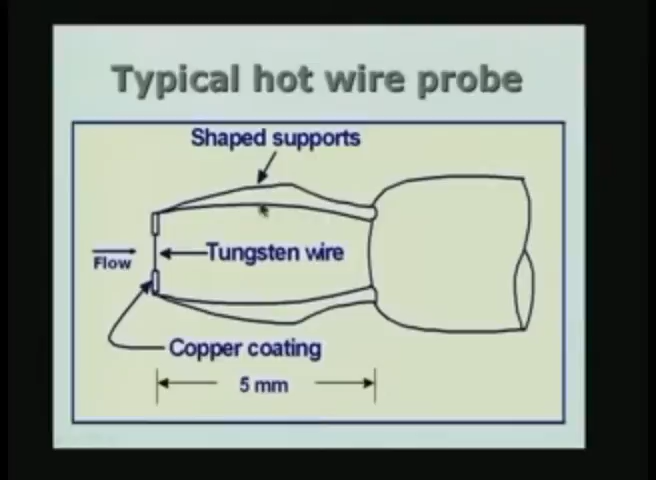 Typical hot wire probe
Shaped supports
Flow
Tungsten wire
Copper coating
5 mm